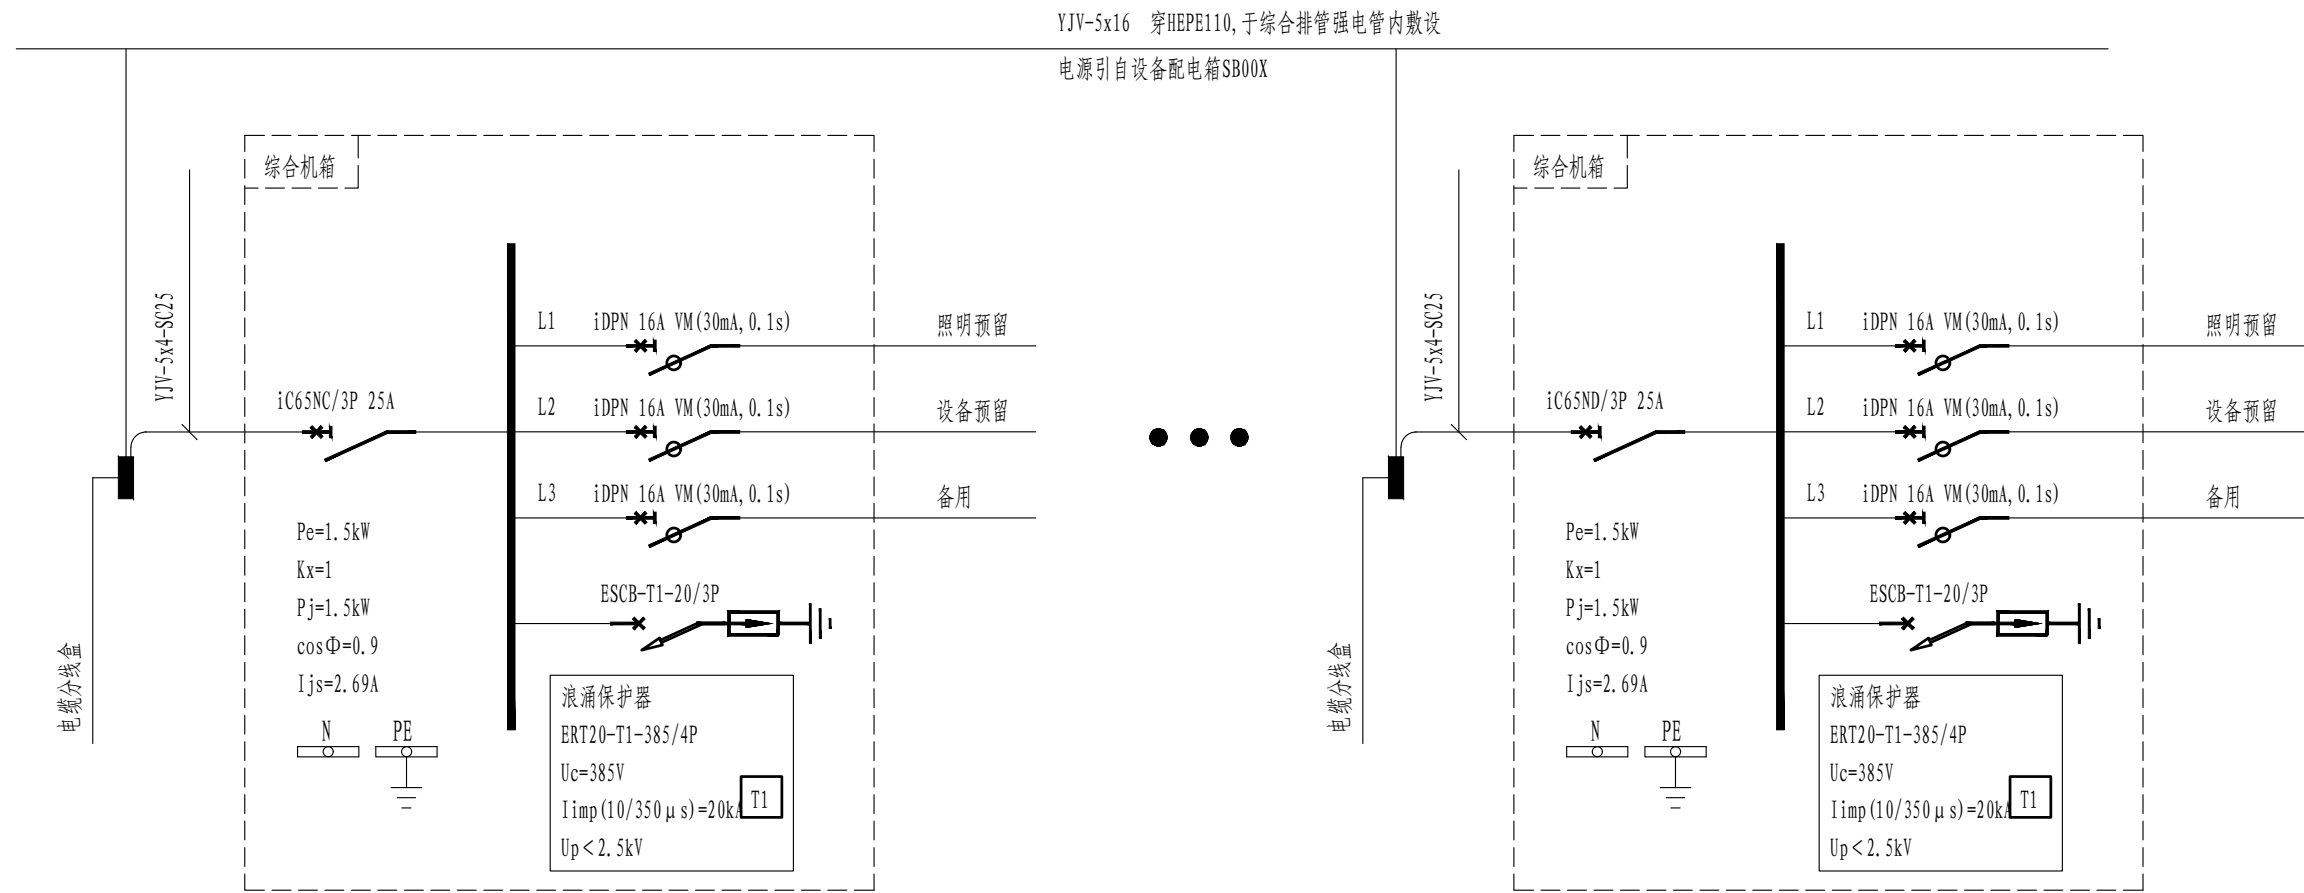 YJV-5x16 穿HEPE110,于综合排管强电管内敷设
电源引自设备配电箱SB00X
综合机箱
YJV-5x4-SC25
iC65NC/3P 25A
L1 iDPN 16A VM(30mA,0.1s) 照明预留
L2 iDPN 16A VM(30mA,0.1s) 设备预留
L3 iDPN 16A VM(30mA,0.1s) 备用
Pe=1.5kW
Kx=1
Pj=1.5kW
cosΦ=0.9
Ijs=2.69A
N PE
ESCB-T1-20/3P
浪涌保护器
ERT20-T1-385/4P
Uc=385V
Iimp(10/350μs)=20kA
T1
Up<2.5kV
电缆分线盒
综合机箱
YJV-5x4-SC25
iC65ND/3P 25A
L1 iDPN 16A VM(30mA,0.1s) 照明预留
L2 iDPN 16A VM(30mA,0.1s) 设备预留
L3 iDPN 16A VM(30mA,0.1s) 备用
Pe=1.5kW
Kx=1
Pj=1.5kW
cosΦ=0.9
Ijs=2.69A
N PE
ESCB-T1-20/3P
浪涌保护器
ERT20-T1-385/4P
Uc=385V
Iimp(10/350μs)=20kA
T1
Up<2.5kV
电缆分线盒